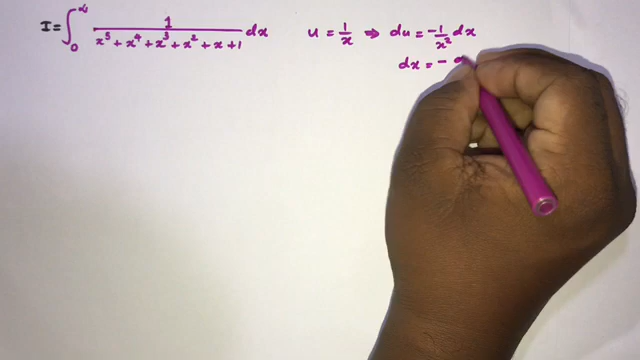 I = ∫₀^∞ 1/(x⁵ + x⁴ + x³ + x² + x + 1) dx
u = 1/x ⇒ du = -1/x² dx
dx = -